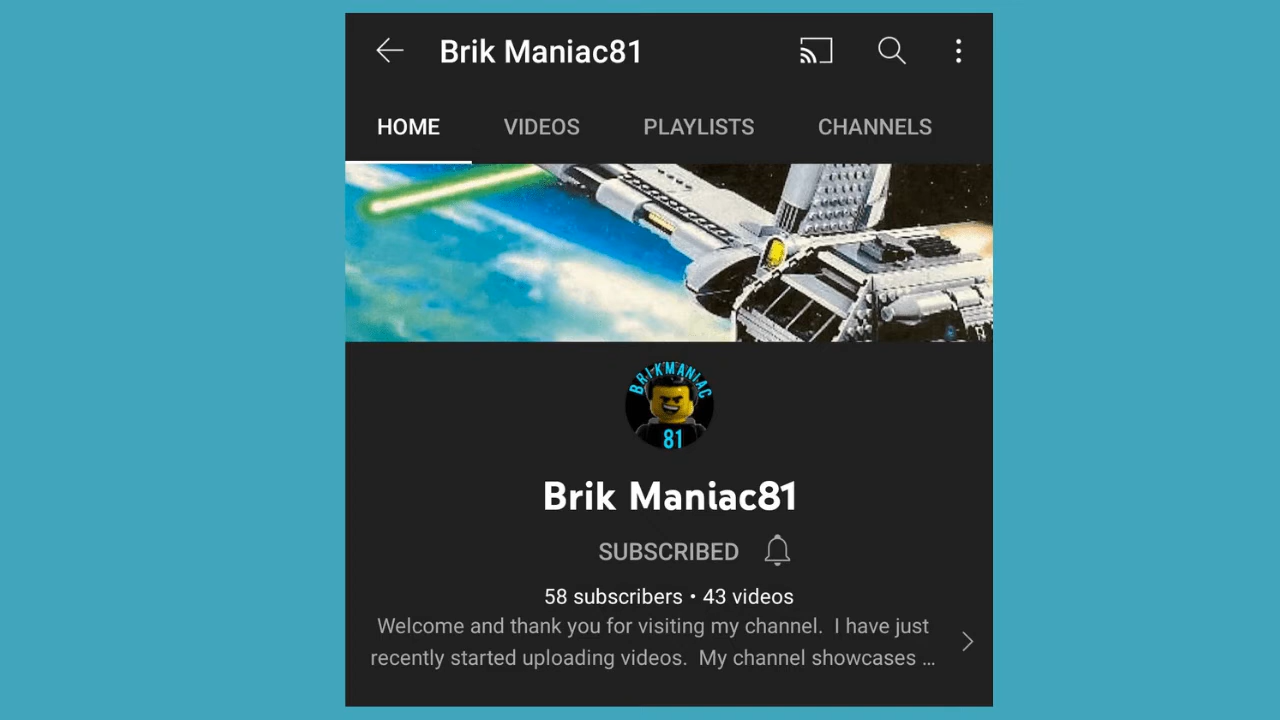 Brik Maniac81
HOME VIDEOS PLAYLISTS CHANNELS
BRIKMANIAC
81
Brik Maniac81
SUBSCRIBED
58 subscribers • 43 videos
Welcome and thank you for visiting my channel. I have just
recently started uploading videos. My channel showcases ...